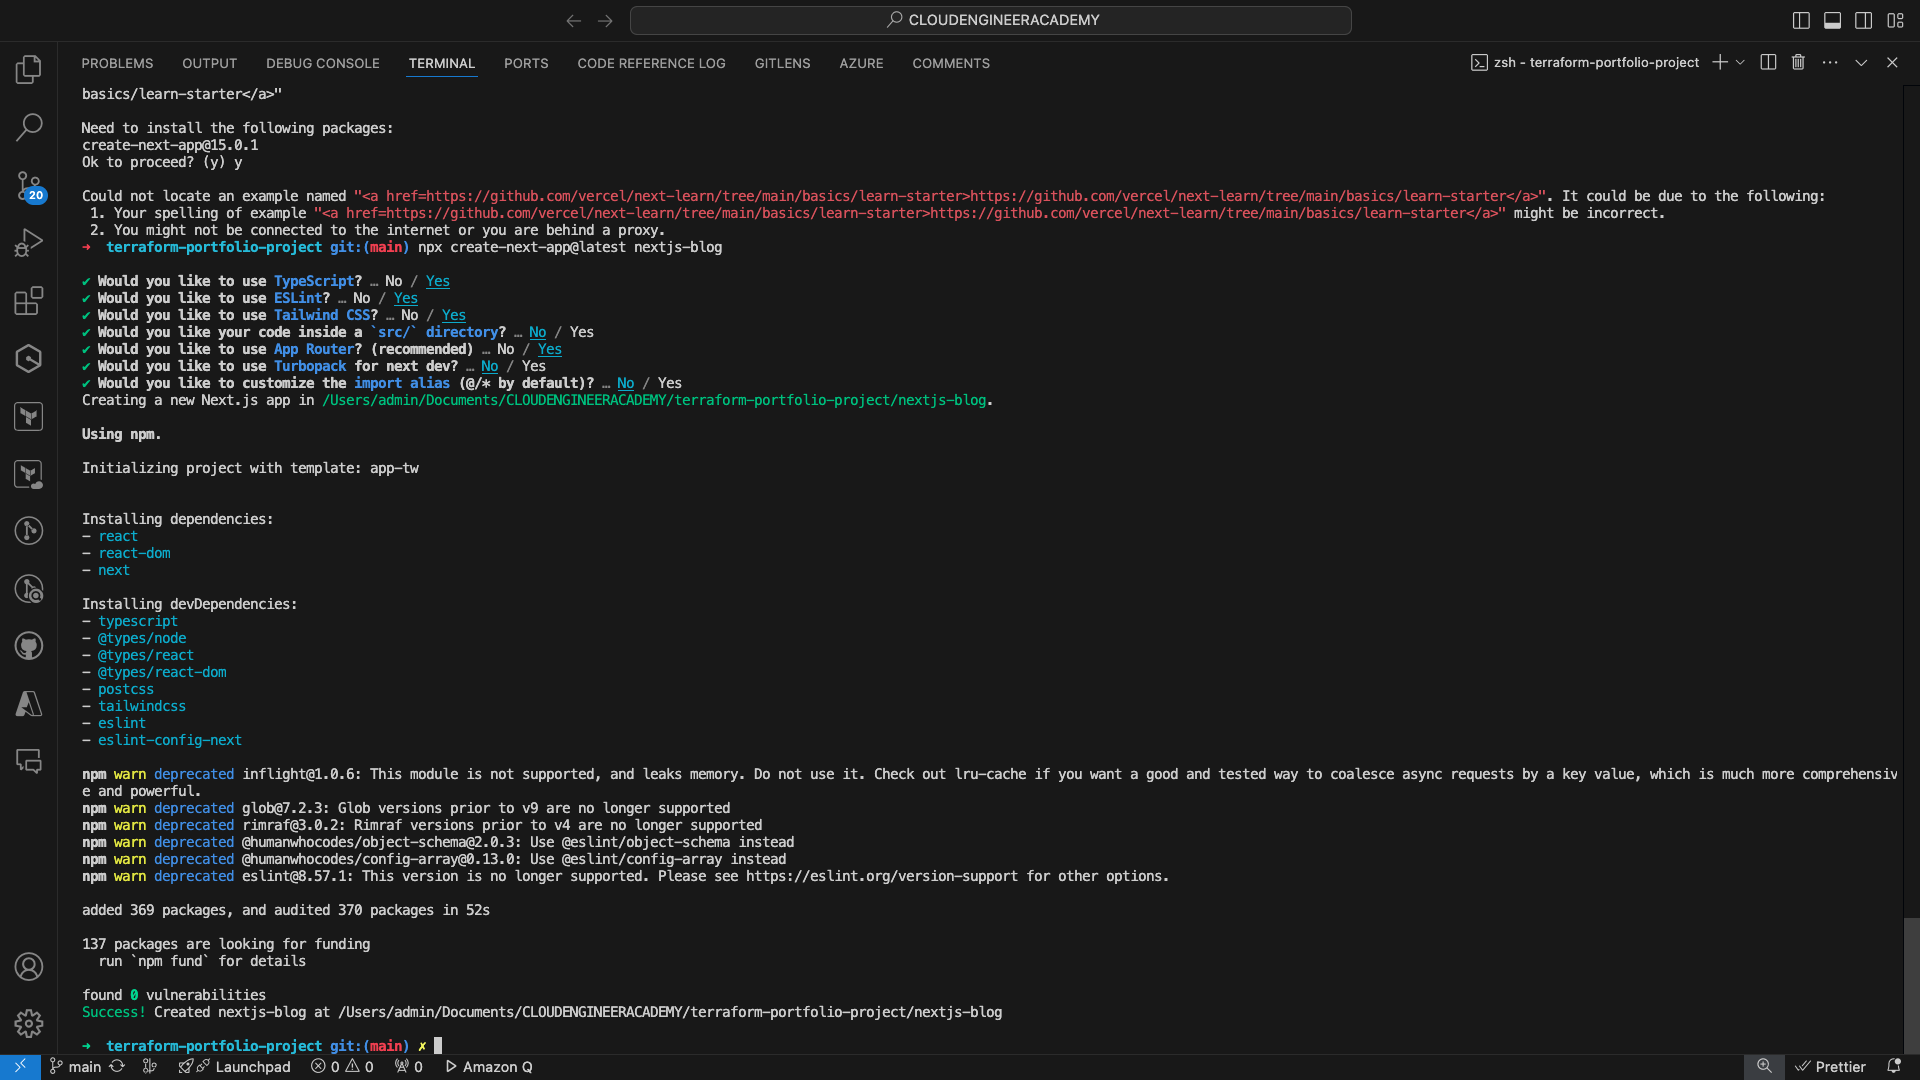 CLOUDENGINEERACADEMY
PROBLEMS OUTPUT DEBUG CONSOLE TERMINAL PORTS CODE REFERENCE LOG GITLENS AZURE COMMENTS
zsh - terraform-portfolio-project
20
basics/learn-starter</a>"
Need to install the following packages:
create-next-app@15.0.1
Ok to proceed? (y) y
Could not locate an example named "<a href=https://github.com/vercel/next-learn/tree/main/basics/learn-starter>https://github.com/vercel/next-learn/tree/main/basics/learn-starter</a>". It could be due to the following:
1. Your spelling of example "<a href=https://github.com/vercel/next-learn/tree/main/basics/learn-starter>https://github.com/vercel/next-learn/tree/main/basics/learn-starter</a>" might be incorrect.
2. You might not be connected to the internet or you are behind a proxy.
→ terraform-portfolio-project git:(main) npx create-next-app@latest nextjs-blog
✔ Would you like to use TypeScript? … No / Yes
✔ Would you like to use ESLint? … No / Yes
✔ Would you like to use Tailwind CSS? … No / Yes
✔ Would you like your code inside a `src/` directory? … No / Yes
✔ Would you like to use App Router? (recommended) … No / Yes
✔ Would you like to use Turbopack for next dev? … No / Yes
✔ Would you like to customize the import alias (@/* by default)? … No / Yes
Creating a new Next.js app in /Users/admin/Documents/CLOUDENGINEERACADEMY/terraform-portfolio-project/nextjs-blog.
Using npm.
Initializing project with template: app-tw
Installing dependencies:
- react
- react-dom
- next
Installing devDependencies:
- typescript
- @types/node
- @types/react
- @types/react-dom
- postcss
- tailwindcss
- eslint
- eslint-config-next
npm warn deprecated inflight@1.0.6: This module is not supported, and leaks memory. Do not use it. Check out lru-cache if you want a good and tested way to coalesce async requests by a key value, which is much more comprehensiv
e and powerful.
npm warn deprecated glob@7.2.3: Glob versions prior to v9 are no longer supported
npm warn deprecated rimraf@3.0.2: Rimraf versions prior to v4 are no longer supported
npm warn deprecated @humanwhocodes/object-schema@2.0.3: Use @eslint/object-schema instead
npm warn deprecated @humanwhocodes/config-array@0.13.0: Use @eslint/config-array instead
npm warn deprecated eslint@8.57.1: This version is no longer supported. Please see https://eslint.org/version-support for other options.
added 369 packages, and audited 370 packages in 52s
137 packages are looking for funding
run `npm fund` for details
found 0 vulnerabilities
Success! Created nextjs-blog at /Users/admin/Documents/CLOUDENGINEERACADEMY/terraform-portfolio-project/nextjs-blog
→ terraform-portfolio-project git:(main) ✗
main Launchpad 0 0 0 Amazon Q Prettier